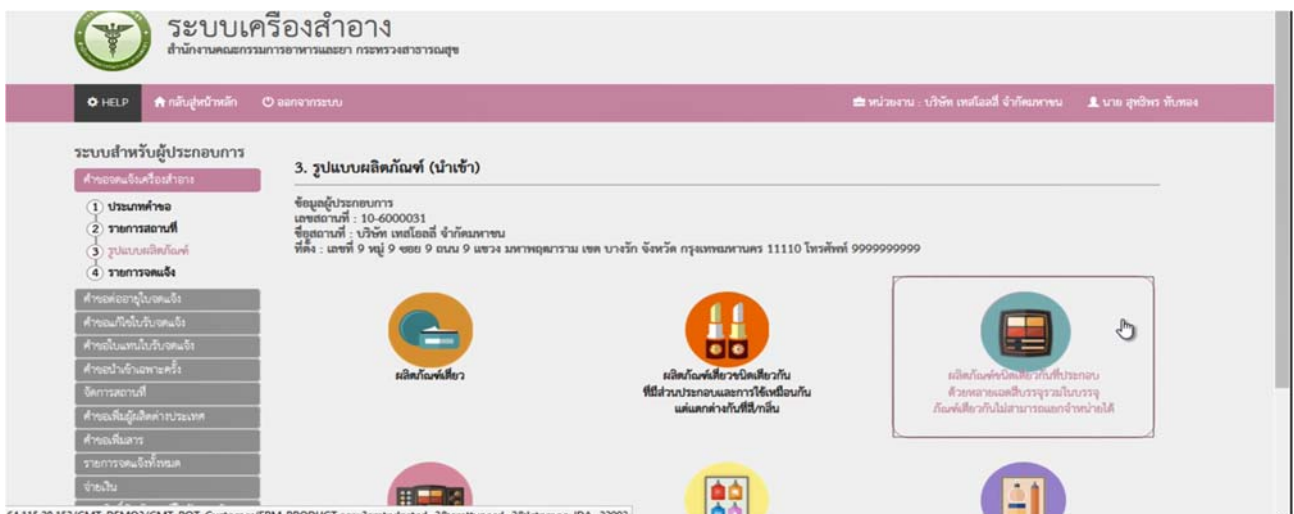 ระบบเครื่องสำอาง
สำนักงานคณะกรรมการอาหารและยา กระทรวงสาธารณสุข
HELP กลับสู่หน้าหลัก ออกจากระบบ หน่วยงาน : บริษัท เทสโอลลี่ จำกัดมหาชน นาย สุทธิพร ทับทอง
ระบบสำหรับผู้ประกอบการ
คำขอจดแจ้งเครื่องสำอาง
1 ประเภทคำขอ
2 รายการสถานที่
3 รูปแบบผลิตภัณฑ์
4 รายการจดแจ้ง
คำขอต่ออายุใบจดแจ้ง
คำขอแก้ไขใบรับจดแจ้ง
คำขอใบแทนใบรับจดแจ้ง
คำขอนำเข้าเฉพาะครั้ง
จัดการสถานที่
คำขอเพิ่มผู้ผลิตต่างประเทศ
คำขอเพิ่มสาร
รายการจดแจ้งทั้งหมด
จ่ายเงิน
3. รูปแบบผลิตภัณฑ์ (นำเข้า)
ข้อมูลผู้ประกอบการ
เลขสถานที่ : 10-6000031
ชื่อสถานที่ : บริษัท เทสโอลลี่ จำกัดมหาชน
ที่ตั้ง : เลขที่ 9 หมู่ 9 ซอย 9 ถนน 9 แขวง มหาพฤฒาราม เขต บางรัก จังหวัด กรุงเทพมหานคร 11110 โทรศัพท์ 9999999999
ผลิตภัณฑ์เดี่ยว
ผลิตภัณฑ์เดี่ยวชนิดเดียวกัน
ที่มีส่วนประกอบและการใช้เหมือนกัน
แต่แตกต่างกันที่สี/กลิ่น
ผลิตภัณฑ์ชนิดเดียวกันที่ประกอบ
ด้วยหลายเฉดสีบรรจุรวมในบรรจุ
ภัณฑ์เดียวกันไม่สามารถแยกจำหน่ายได้